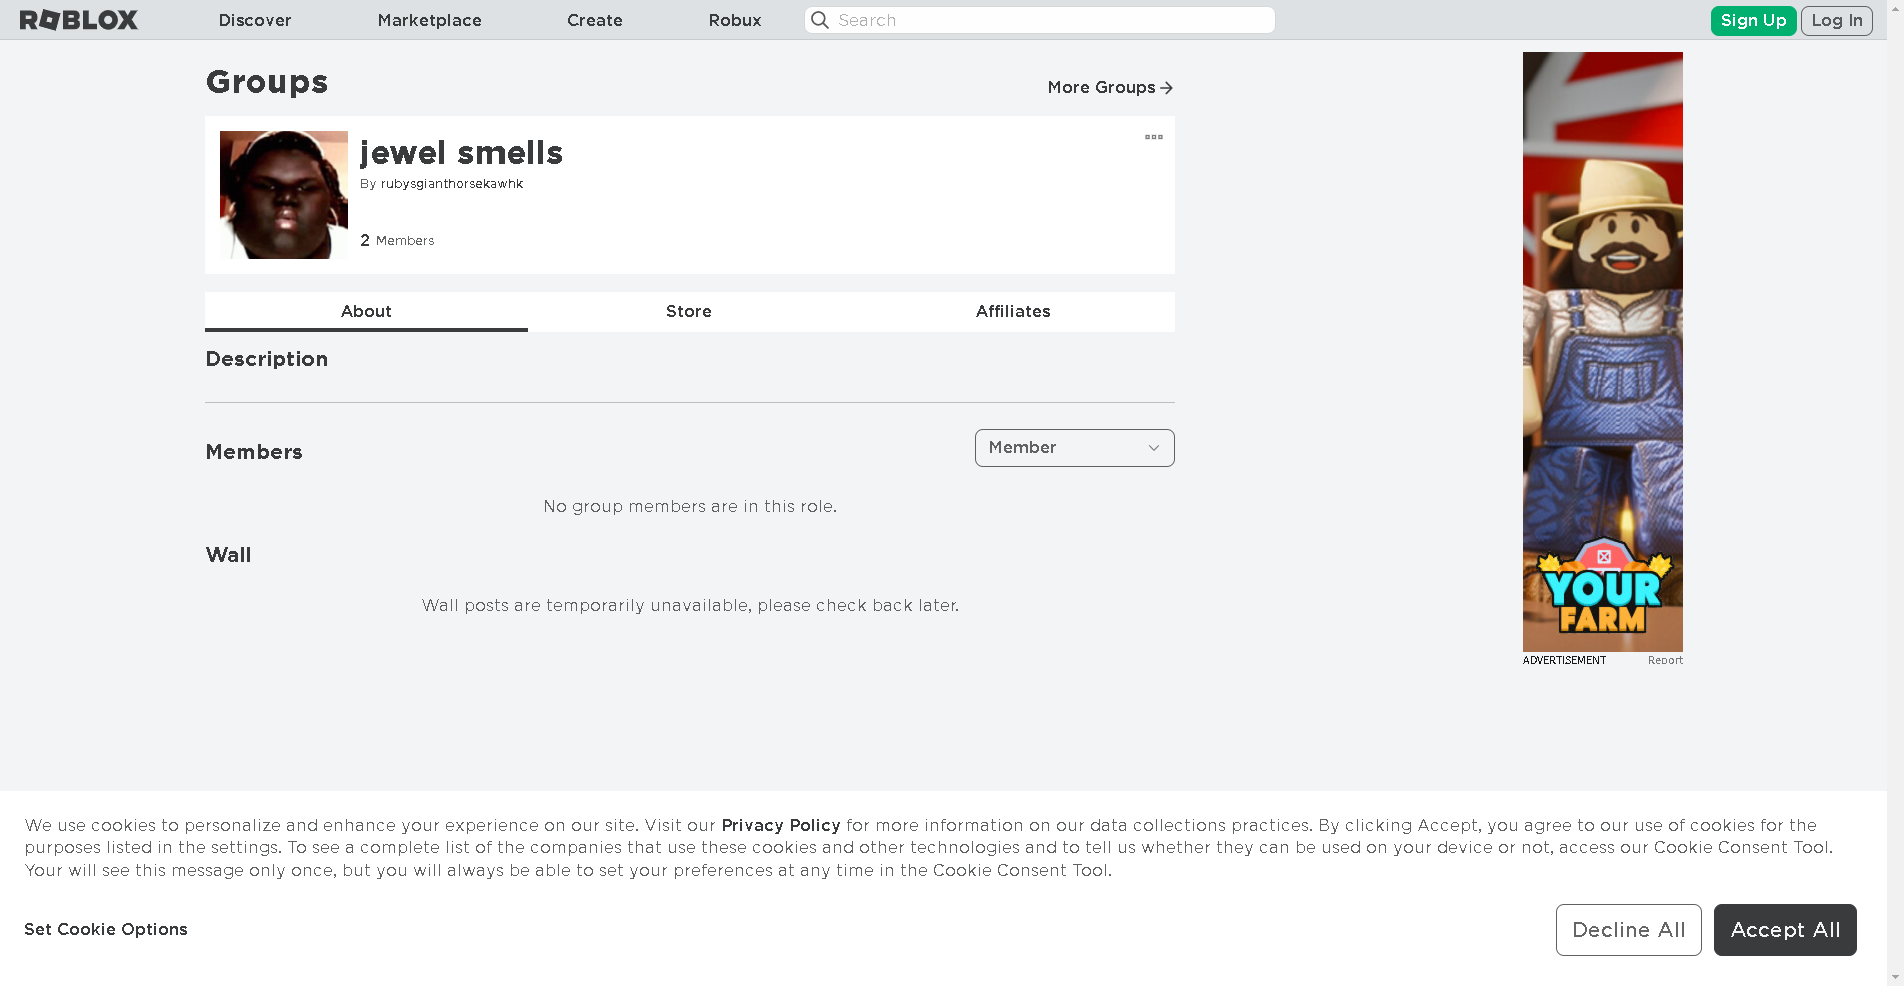 ROBLOX
Discover
Marketplace
Create
Robux
Search
Sign Up
Log In
Groups
More Groups
jewel smells
By rubysgianthorsekawhk
2 Members
About
Store
Affiliates
Description
Members
Member
No group members are in this role.
Wall
Wall posts are temporarily unavailable, please check back later.
YOUR
FARM
ADVERTISEMENT
Report
We use cookies to personalize and enhance your experience on our site. Visit our Privacy Policy for more information on our data collections practices. By clicking Accept, you agree to our use of cookies for the
purposes listed in the settings. To see a complete list of the companies that use these cookies and other technologies and to tell us whether they can be used on your device or not, access our Cookie Consent Tool.
Your will see this message only once, but you will always be able to set your preferences at any time in the Cookie Consent Tool.
Set Cookie Options
Decline All
Accept All